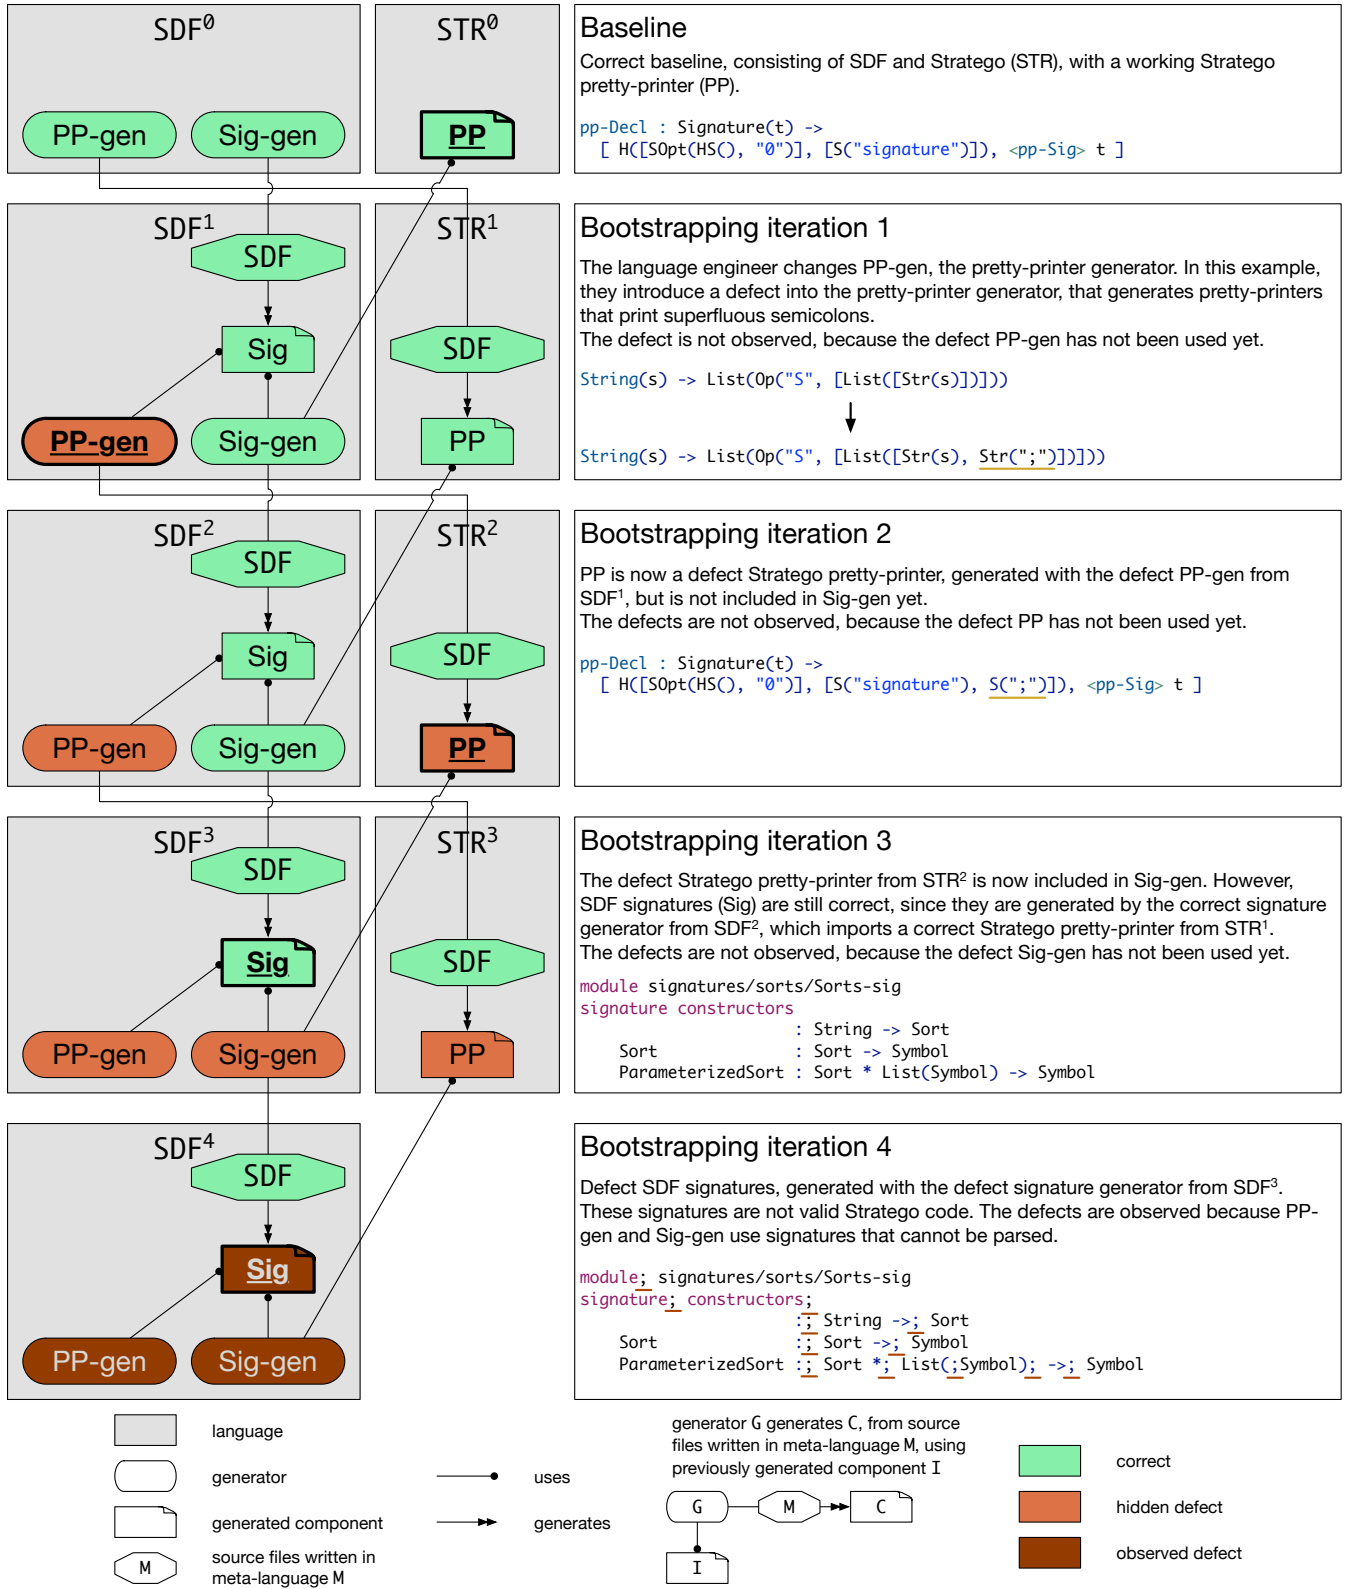 SDF0
STR0
PP-gen
Sig-gen
PP
Baseline
Correct baseline, consisting of SDF and Stratego (STR), with a working Stratego
pretty-printer (PP).
pp-Decl : Signature(t) ->
[ H([SOpt(HS(), "0")], [S("signature")]), <pp-Sig> t ]
SDF1
STR1
SDF
Sig
SDF
PP-gen
Sig-gen
PP
Bootstrapping iteration 1
The language engineer changes PP-gen, the pretty-printer generator. In this example,
they introduce a defect into the pretty-printer generator, that generates pretty-printers
that print superfluous semicolons.
The defect is not observed, because the defect PP-gen has not been used yet.
String(s) -> List(Op("S", [List([Str(s)])]))
String(s) -> List(Op("S", [List([Str(s), Str(";")])]))
SDF2
STR2
SDF
Sig
SDF
PP-gen
Sig-gen
PP
Bootstrapping iteration 2
PP is now a defect Stratego pretty-printer, generated with the defect PP-gen from
SDF1, but is not included in Sig-gen yet.
The defects are not observed, because the defect PP has not been used yet.
pp-Decl : Signature(t) ->
[ H([SOpt(HS(), "0")], [S("signature"), S(";")]), <pp-Sig> t ]
SDF3
STR3
SDF
Sig
SDF
PP-gen
Sig-gen
PP
Bootstrapping iteration 3
The defect Stratego pretty-printer from STR2 is now included in Sig-gen. However,
SDF signatures (Sig) are still correct, since they are generated by the correct signature
generator from SDF2, which imports a correct Stratego pretty-printer from STR1.
The defects are not observed, because the defect Sig-gen has not been used yet.
module signatures/sorts/Sorts-sig
signature constructors
: String -> Sort
Sort : Sort -> Symbol
ParameterizedSort : Sort * List(Symbol) -> Symbol
SDF4
SDF
Sig
PP-gen
Sig-gen
Bootstrapping iteration 4
Defect SDF signatures, generated with the defect signature generator from SDF3.
These signatures are not valid Stratego code. The defects are observed because PP-
gen and Sig-gen use signatures that cannot be parsed.
module; signatures/sorts/Sorts-sig
signature; constructors;
:; String ->; Sort
Sort :; Sort ->; Symbol
ParameterizedSort :; Sort *; List(;Symbol); ->; Symbol
language
generator
generated component
M
source files written in
meta-language M
uses
generates
generator G generates C, from source
files written in meta-language M, using
previously generated component I
G
M
C
I
correct
hidden defect
observed defect